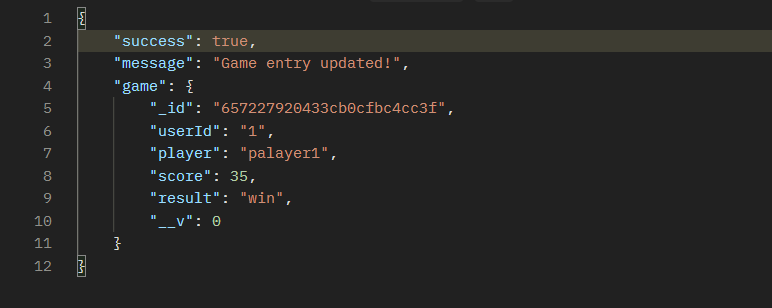 1 {
2 "success": true,
3 "message": "Game entry updated!",
4 "game": {
5 "_id": "657227920433cb0cfbc4cc3f",
6 "userId": "1",
7 "player": "palayer1",
8 "score": 35,
9 "result": "win",
10 "__v": 0
11 }
12 }